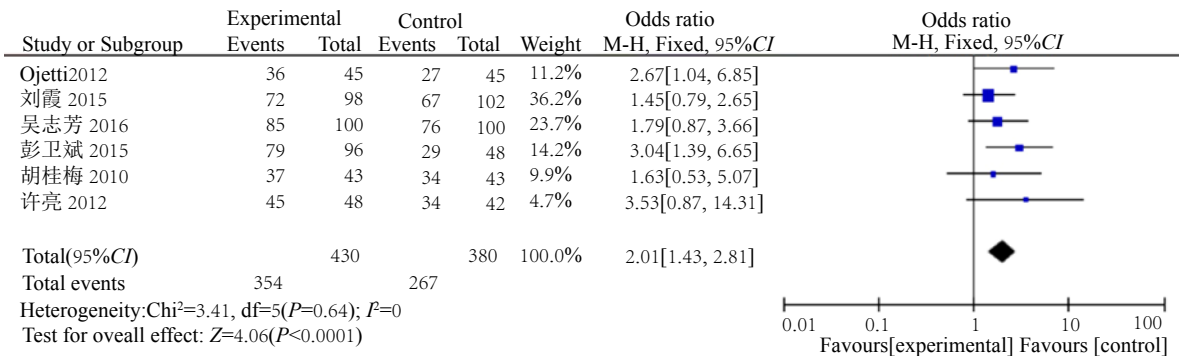 Experimental Control Odds ratio Odds ratio
Study or Subgroup Events Total Events Total Weight M-H, Fixed, 95%CI M-H, Fixed, 95%CI
Ojetti2012 36 45 27 45 11.2% 2.67[1.04, 6.85]
刘霞 2015 72 98 67 102 36.2% 1.45[0.79, 2.65]
吴志芳 2016 85 100 76 100 23.7% 1.79[0.87, 3.66]
彭卫斌 2015 79 96 29 48 14.2% 3.04[1.39, 6.65]
胡桂梅 2010 37 43 34 43 9.9% 1.63[0.53, 5.07]
许亮 2012 45 48 34 42 4.7% 3.53[0.87, 14.31]
Total(95%CI) 430 380 100.0% 2.01[1.43, 2.81]
Total events 354 267
Heterogeneity:Chi²=3.41, df=5(P=0.64); I²=0
Test for oveall effect: Z=4.06(P<0.0001)
0.01 0.1 1 10 100
Favours[experimental] Favours [control]